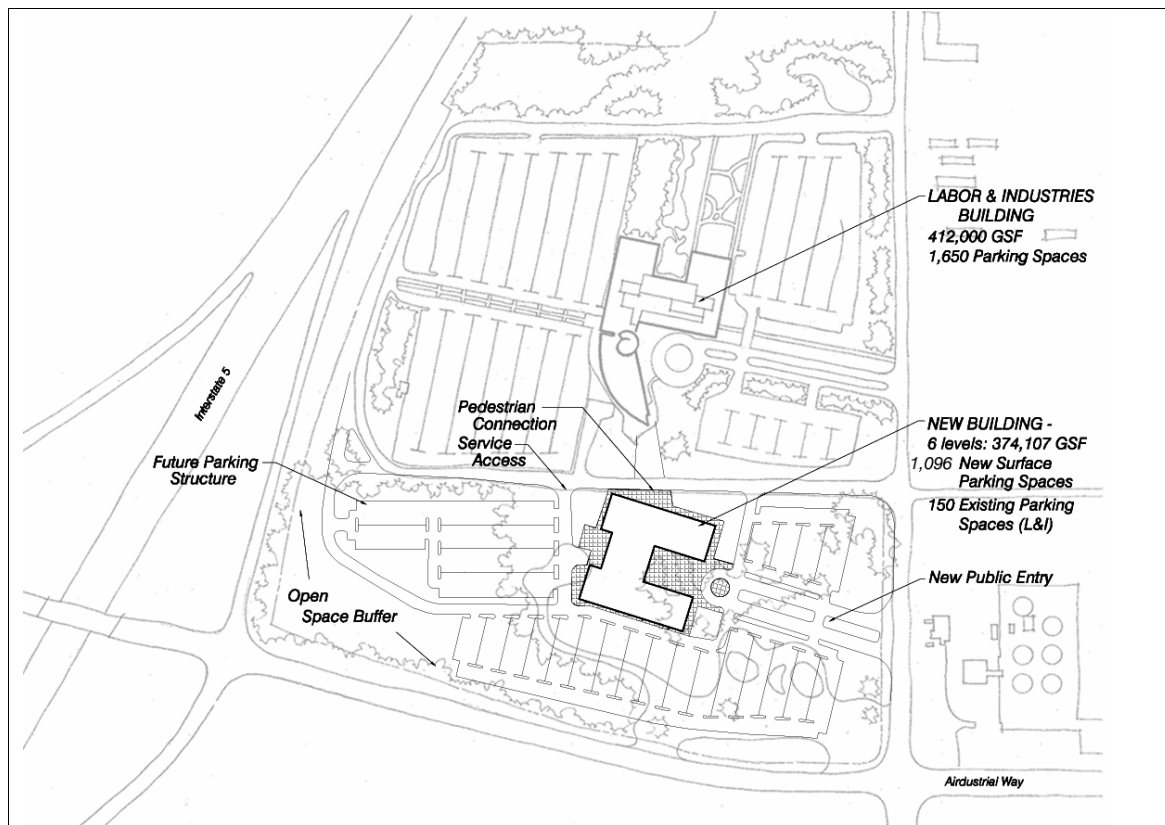 LABOR & INDUSTRIES
BUILDING
412,000 GSF
1,650 Parking Spaces
Interstate 5
Pedestrian
Connection
Service
Access
Future Parking
Structure
NEW BUILDING -
6 levels: 374,107 GSF
1,096 New Surface
Parking Spaces
150 Existing Parking
Spaces (L&I)
New Public Entry
Open
Space Buffer
Airdustrial Way